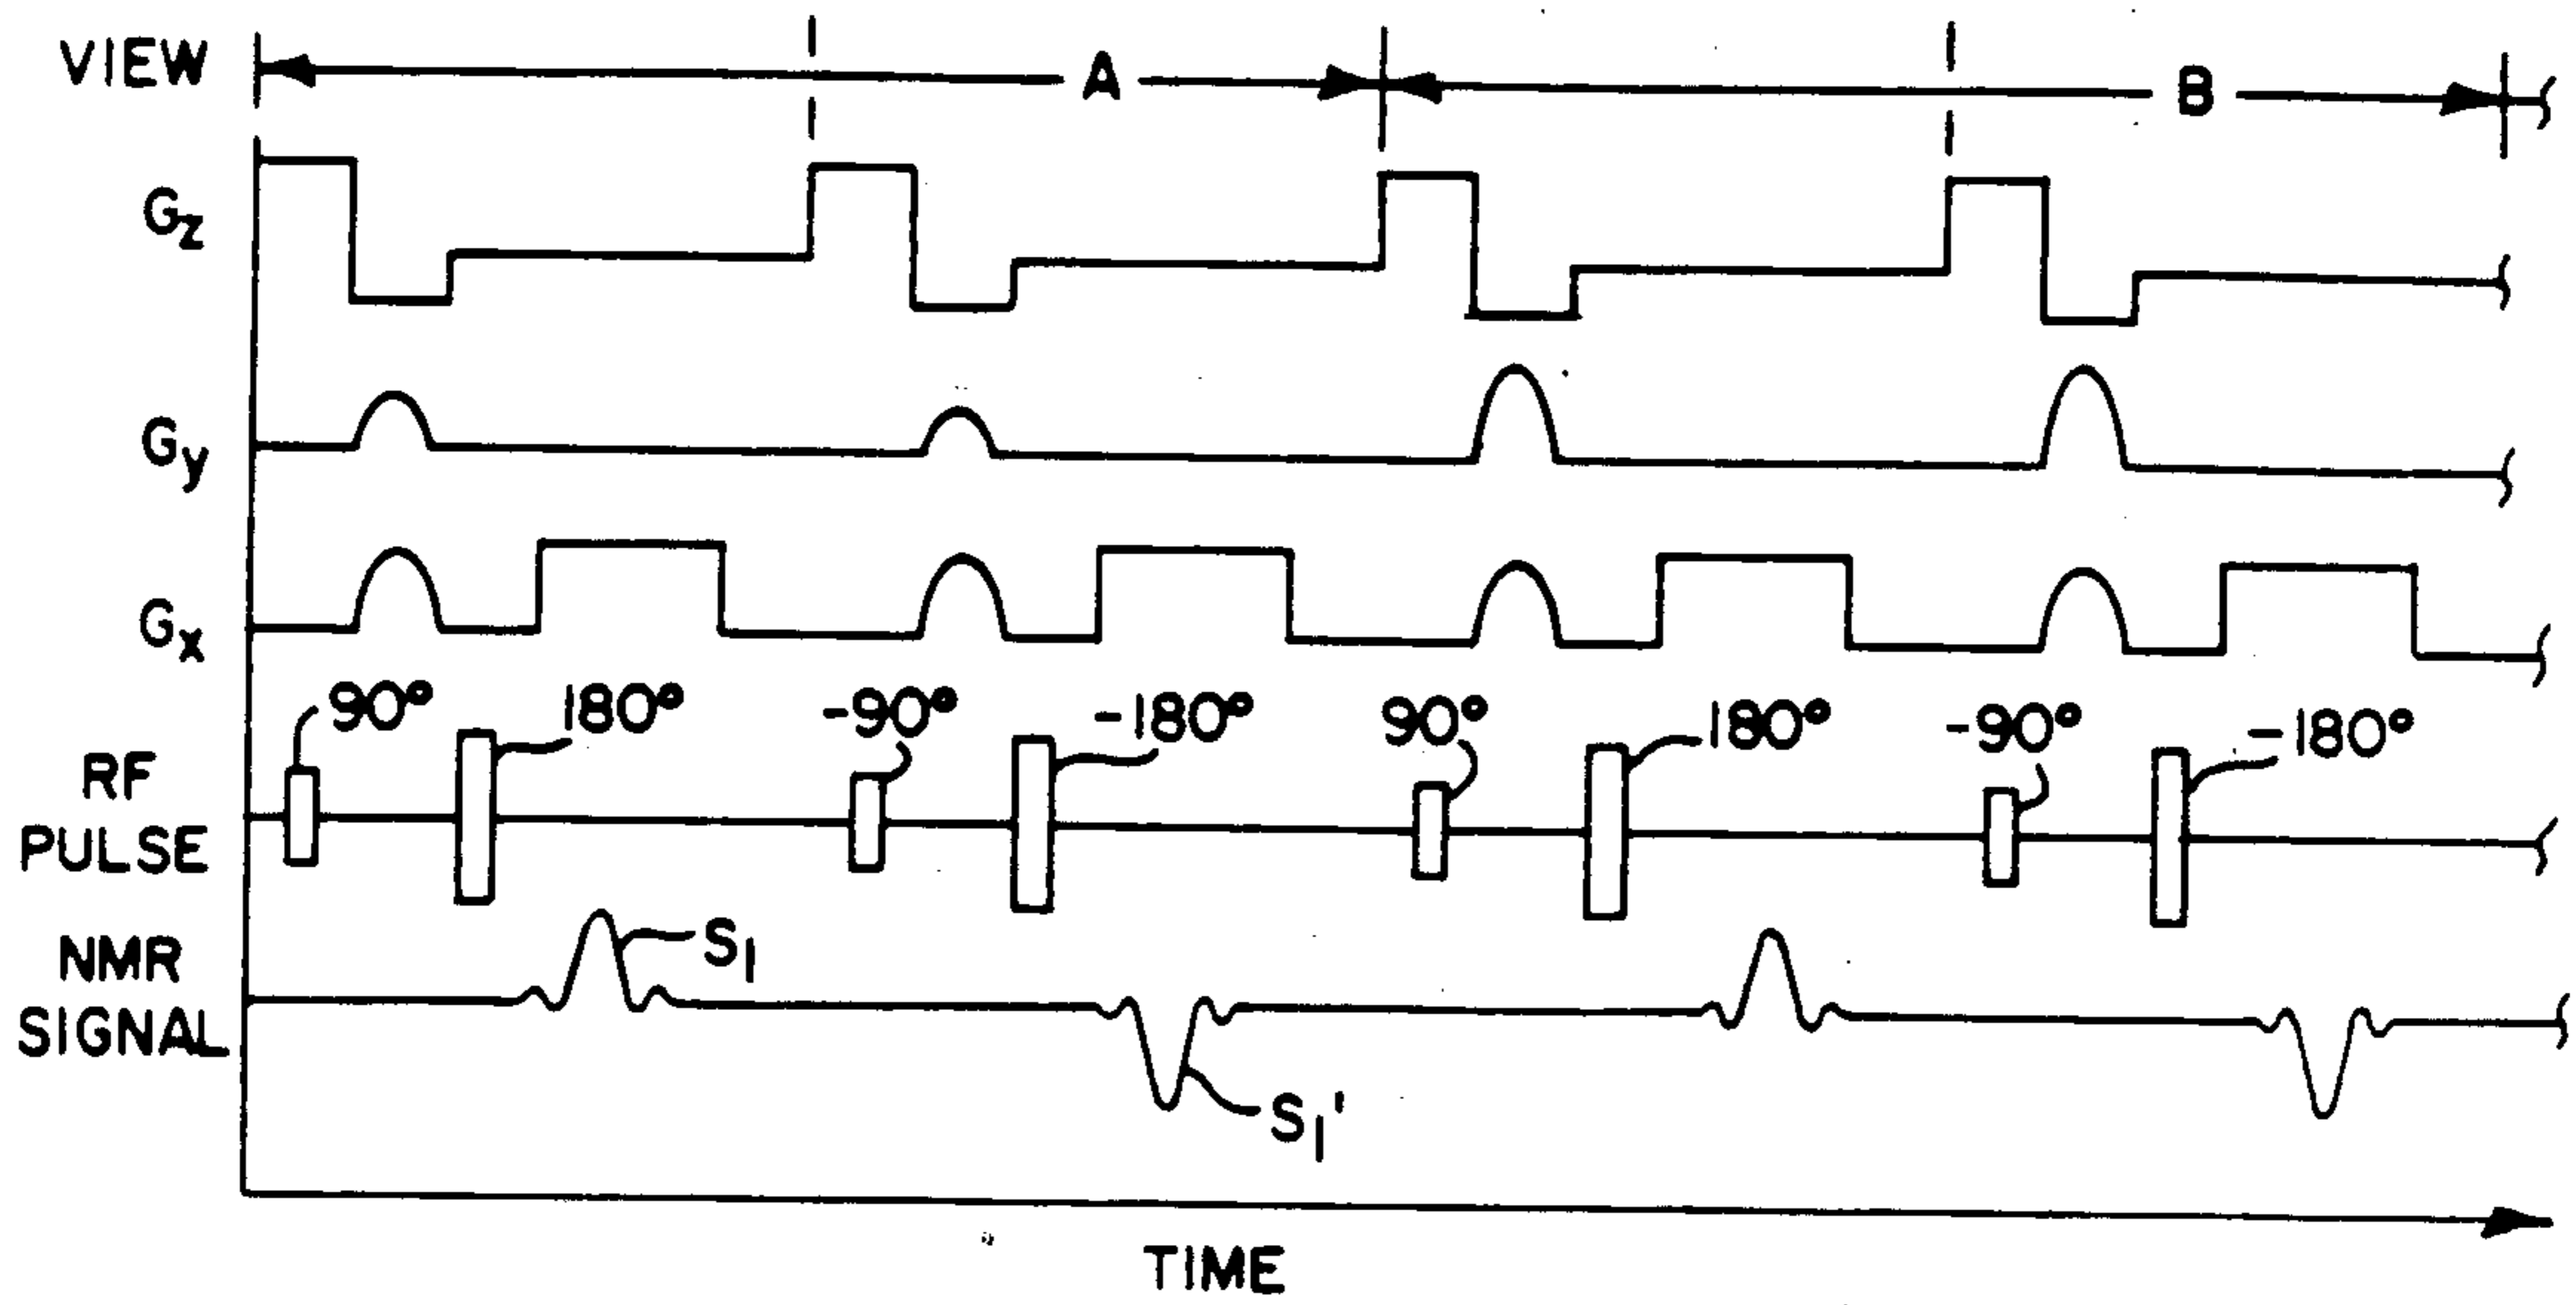 VIEW A B
Gz
Gy
Gx
90° 180° -90° -180° 90° 180° -90° -180°
RF
PULSE
NMR
SIGNAL
S1
S1'
TIME